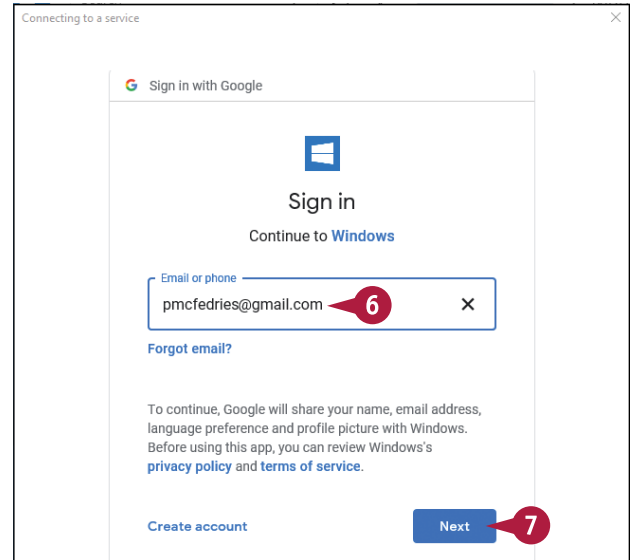 Connecting to a service
Sign in with Google
Sign in
Continue to Windows
Email or phone
pmcfedries@gmail.com
6
Forgot email?
To continue, Google will share your name, email address,
language preference and profile picture with Windows.
Before using this app, you can review Windows's
privacy policy and terms of service.
Create account
Next
7